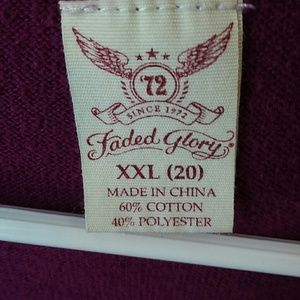 '72
SINCE 1972
Faded Glory®
XXL (20)
MADE IN CHINA
60% COTTON
40% POLYESTER